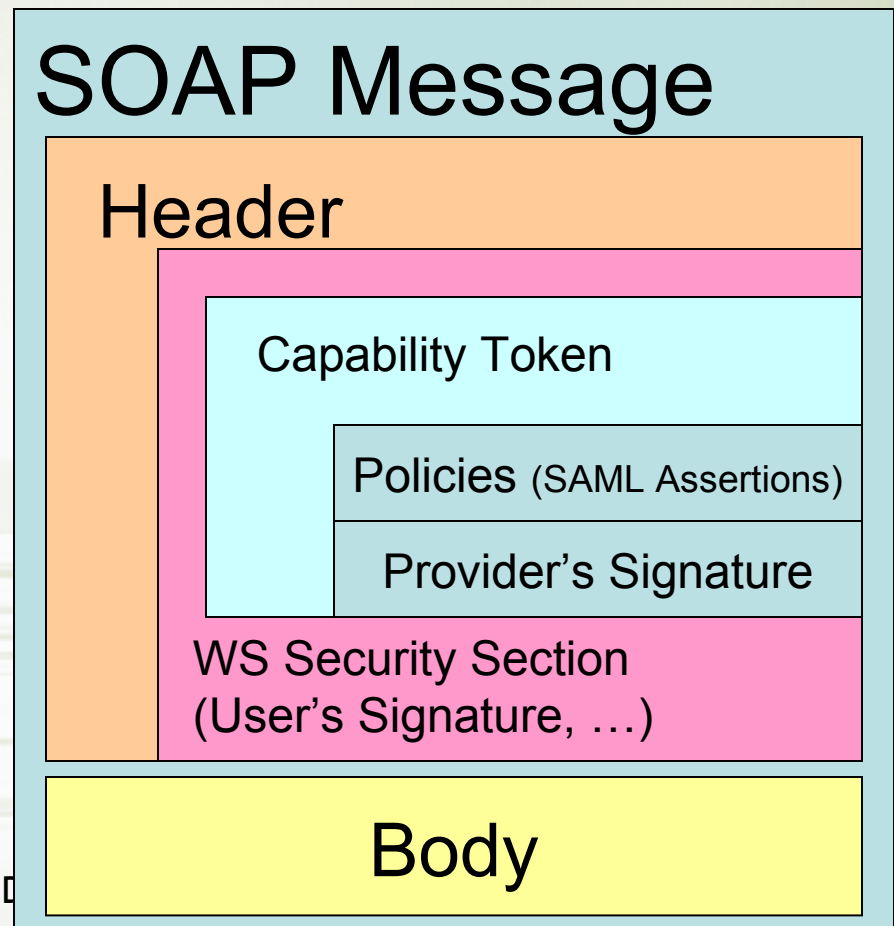 SOAP Message
Header
Capability Token
Policies (SAML Assertions)
Provider’s Signature
WS Security Section
(User’s Signature, …)
Body